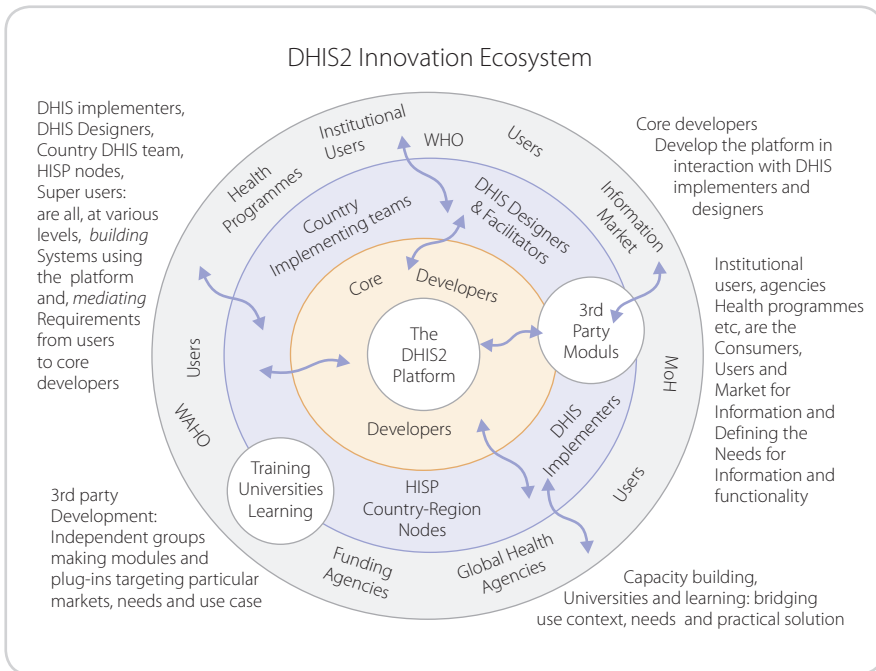 DHIS2 Innovation Ecosystem
DHIS implementers,
DHIS Designers,
Country DHIS team,
HISP nodes,
Super users:
are all, at various
levels, building
Systems using
the platform
and, mediating
Requirements
from users
to core
developers
3rd party
Development:
Independent groups
making modules and
plug-ins targeting particular
markets, needs and use case
Institutional
Users
WHO
Users
Health
Programmes
Information
Market
Country
Implementing teams
DHIS Designers
& Facilitators
Core
Developers
The
DHIS2
Platform
3rd
Party
Moduls
Users
MoH
WAHO
Developers
DHIS
Implementers
Training
Universities
Learning
HISP
Country-Region
Nodes
Users
Funding
Agencies
Global Health
Agencies
Core developers
Develop the platform in
interaction with DHIS
implementers and
designers
Institutional
users, agencies
Health programmes
etc, are the
Consumers,
Users and
Market for
Information and
Defining the
Needs for
Information and
functionality
Capacity building,
Universities and learning: bridging
use context, needs and practical solution